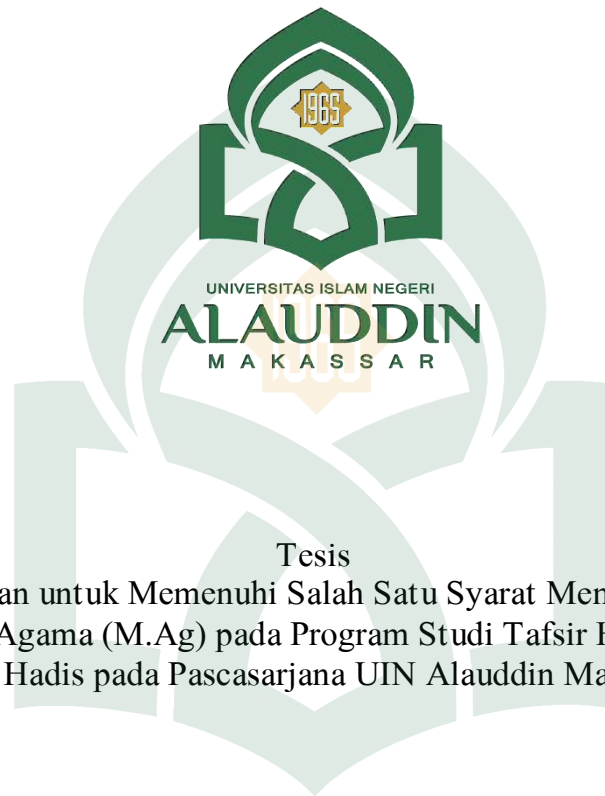 1965
UNIVERSITAS ISLAM NEGERI
ALAUDDIN
MAKASSAR
Tesis
an untuk Memenuhi Salah Satu Syarat Men
Agama (M.Ag) pada Program Studi Tafsir
Hadis pada Pascasarjana UIN Alauddin Ma